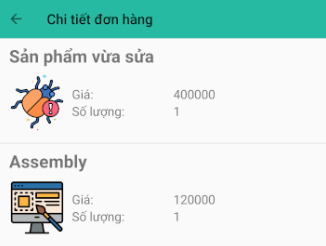 Chi tiết đơn hàng
Sản phẩm vừa sửa
Giá: 400000
Số lượng: 1
Assembly
Giá: 120000
Số lượng: 1